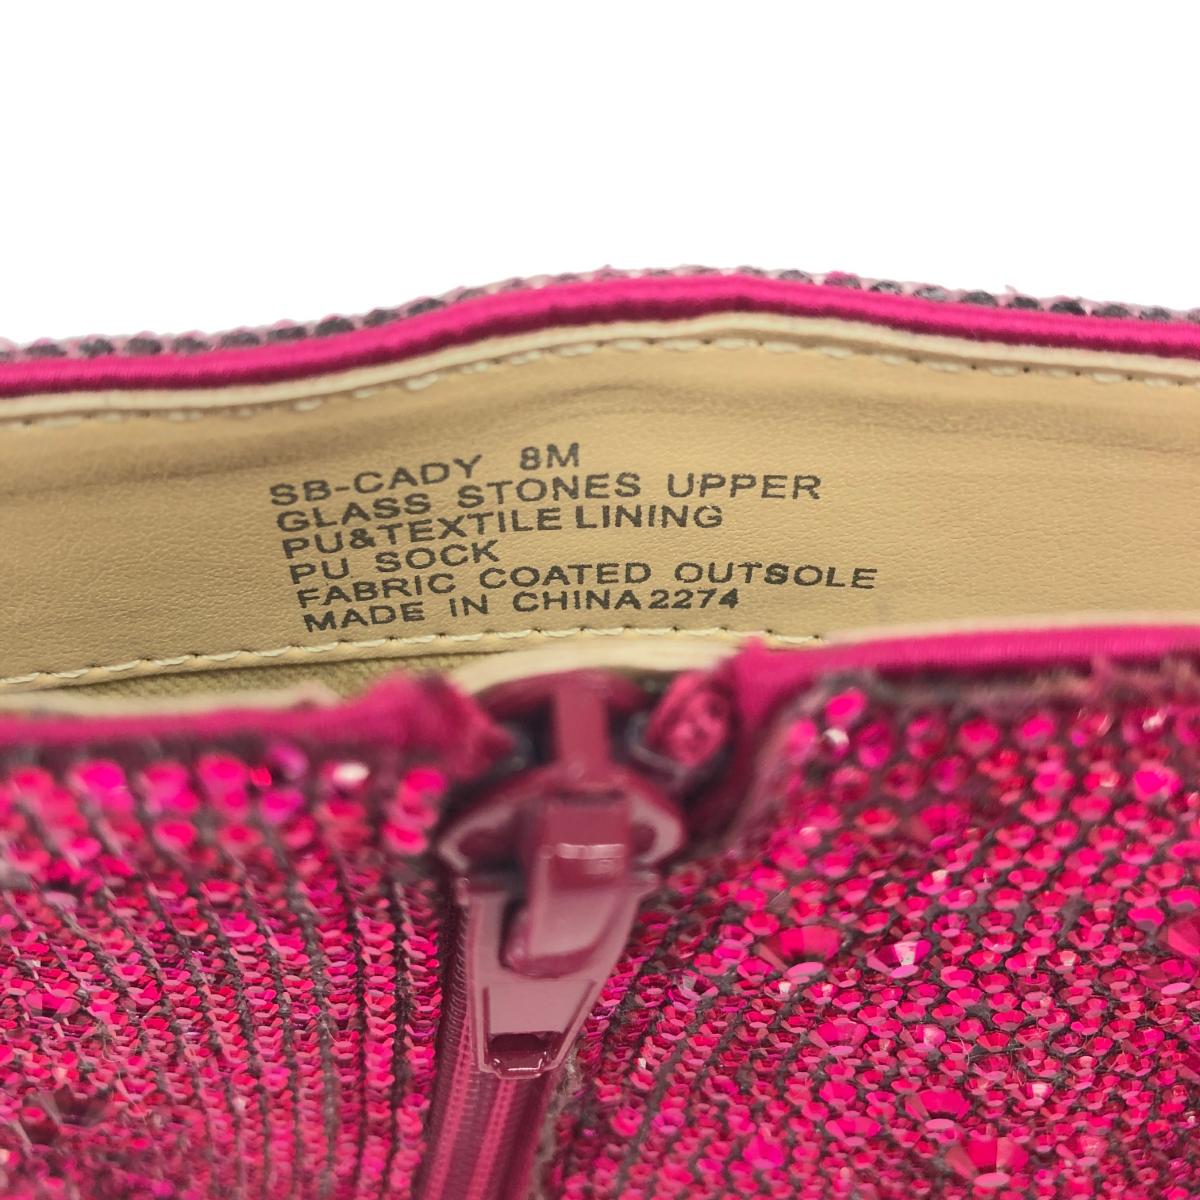 SB-CADY 8M
GLASS STONES UPPER
PU&TEXTILE LINING
PU SOCK
FABRIC COATED OUTSOLE
MADE IN CHINA 2274